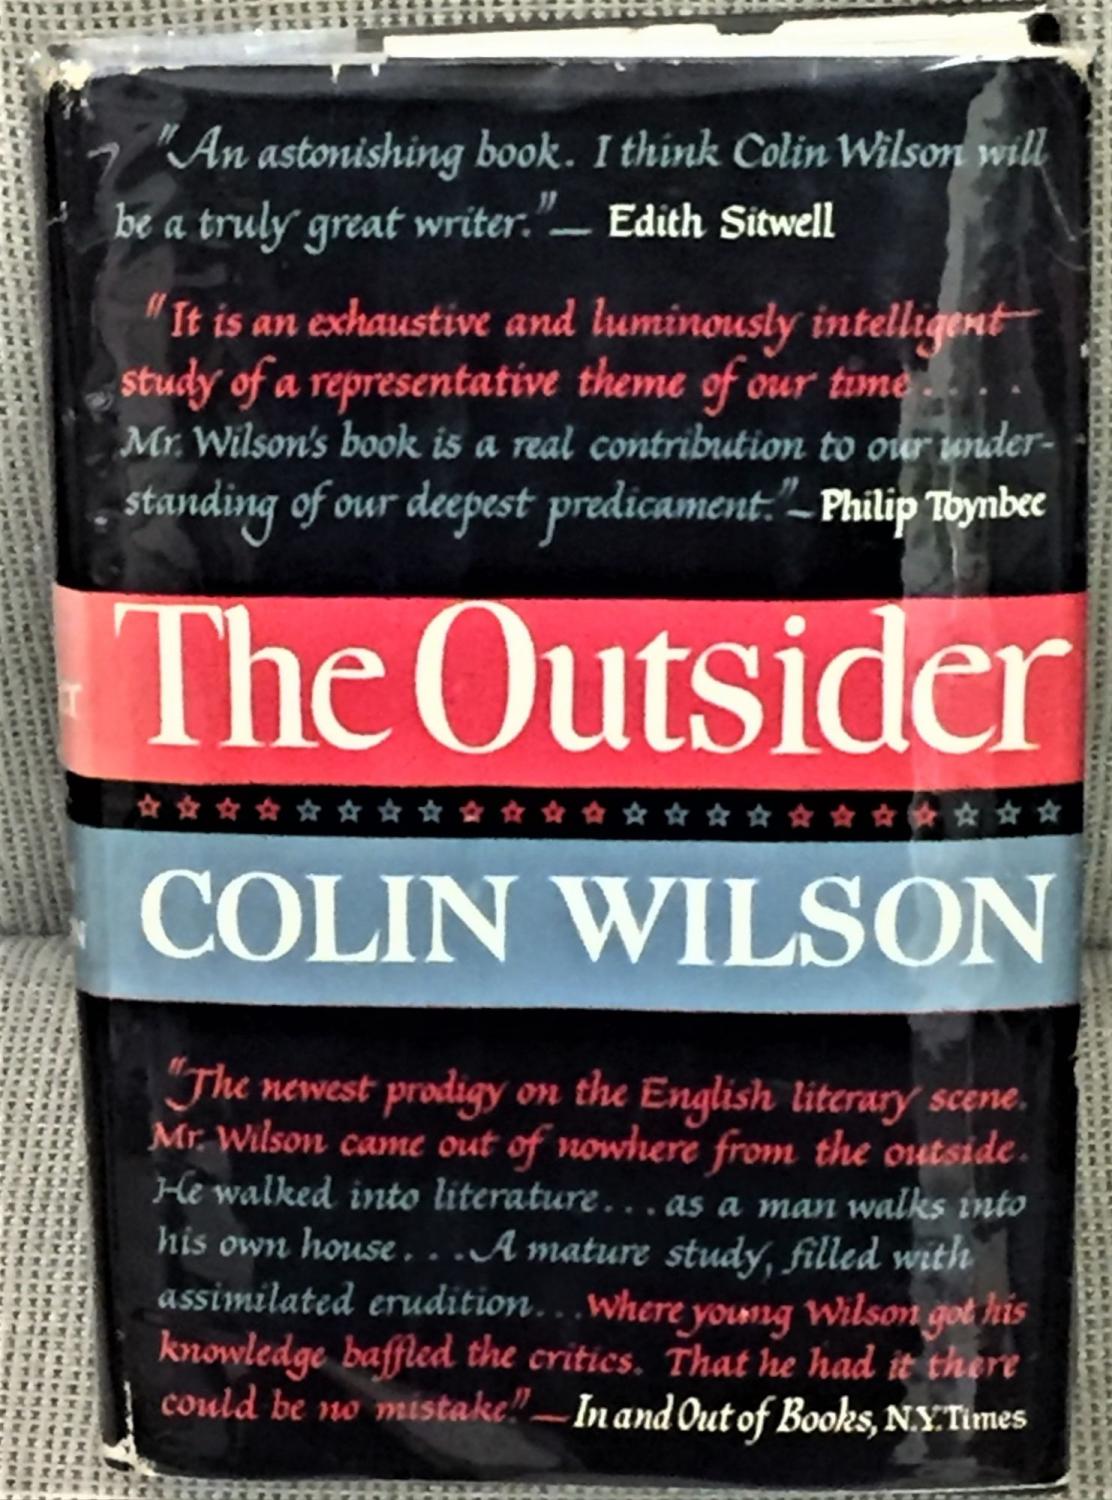 "An astonishing book. I think Colin Wilson will
be a truly great writer."— Edith Sitwell
"It is an exhaustive and luminously intelligent
study of a representative theme of our time . . . .
Mr. Wilson's book is a real contribution to our under-
standing of our deepest predicament."—Philip Toynbee
The Outsider
COLIN WILSON
"The newest prodigy on the English literary scene.
Mr. Wilson came out of nowhere from the outside.
He walked into literature . . . as a man walks into
his own house. . . . A mature study, filled with
assimilated erudition. . . Where young Wilson got his
knowledge baffled the critics. That he had it there
could be no mistake."—In and Out of Books, N.Y.Times